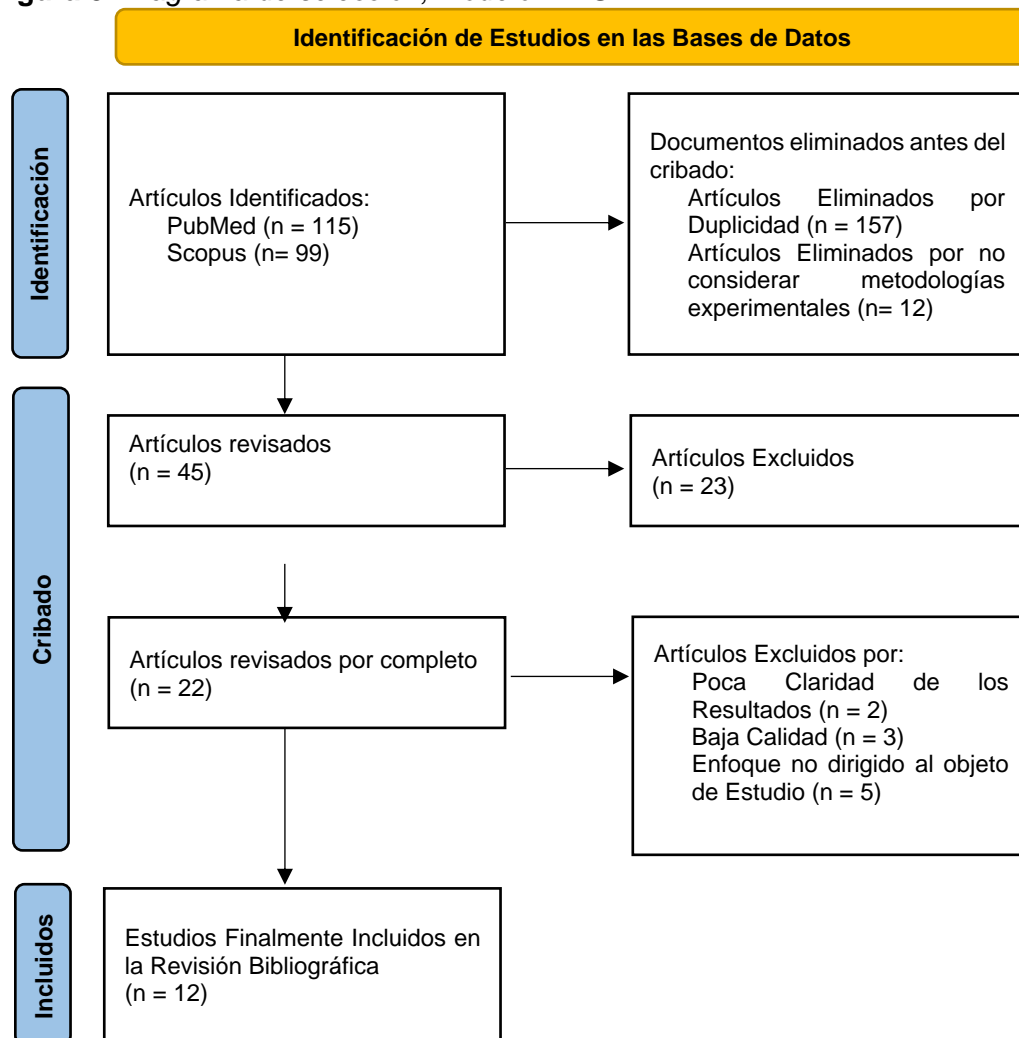 Identificación de Estudios en las Bases de Datos
Identificación
Artículos Identificados:
PubMed (n = 115)
Scopus (n= 99)
Documentos eliminados antes del
cribado:
Artículos Eliminados por
Duplicidad (n = 157)
Artículos Eliminados por no
considerar metodologías
experimentales (n= 12)
Cribado
Artículos revisados
(n = 45)
Artículos Excluidos
(n = 23)
Artículos revisados por completo
(n = 22)
Artículos Excluidos por:
Poca Claridad de los
Resultados (n = 2)
Baja Calidad (n = 3)
Enfoque no dirigido al objeto
de Estudio (n = 5)
Incluidos
Estudios Finalmente Incluidos en
la Revisión Bibliográfica
(n = 12)